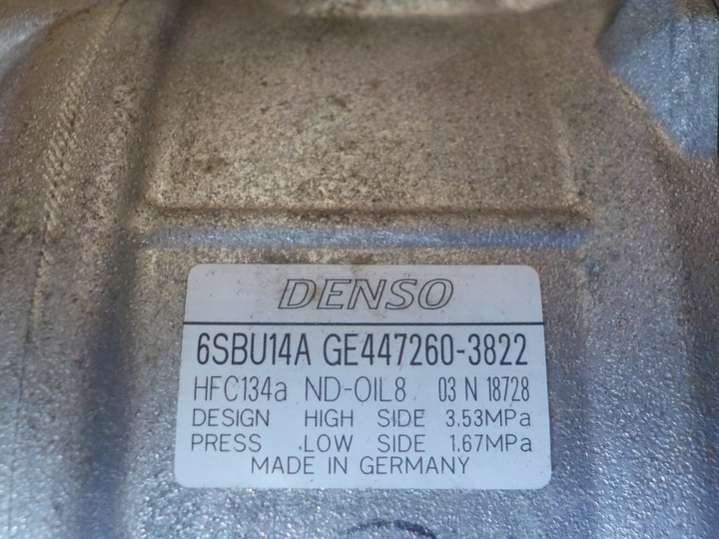 DENSO
6SBU14A GE447260-3822
HFC134a ND-OIL8 03 N 18728
DESIGN HIGH SIDE 3.53MPa
PRESS LOW SIDE 1.67MPa
MADE IN GERMANY